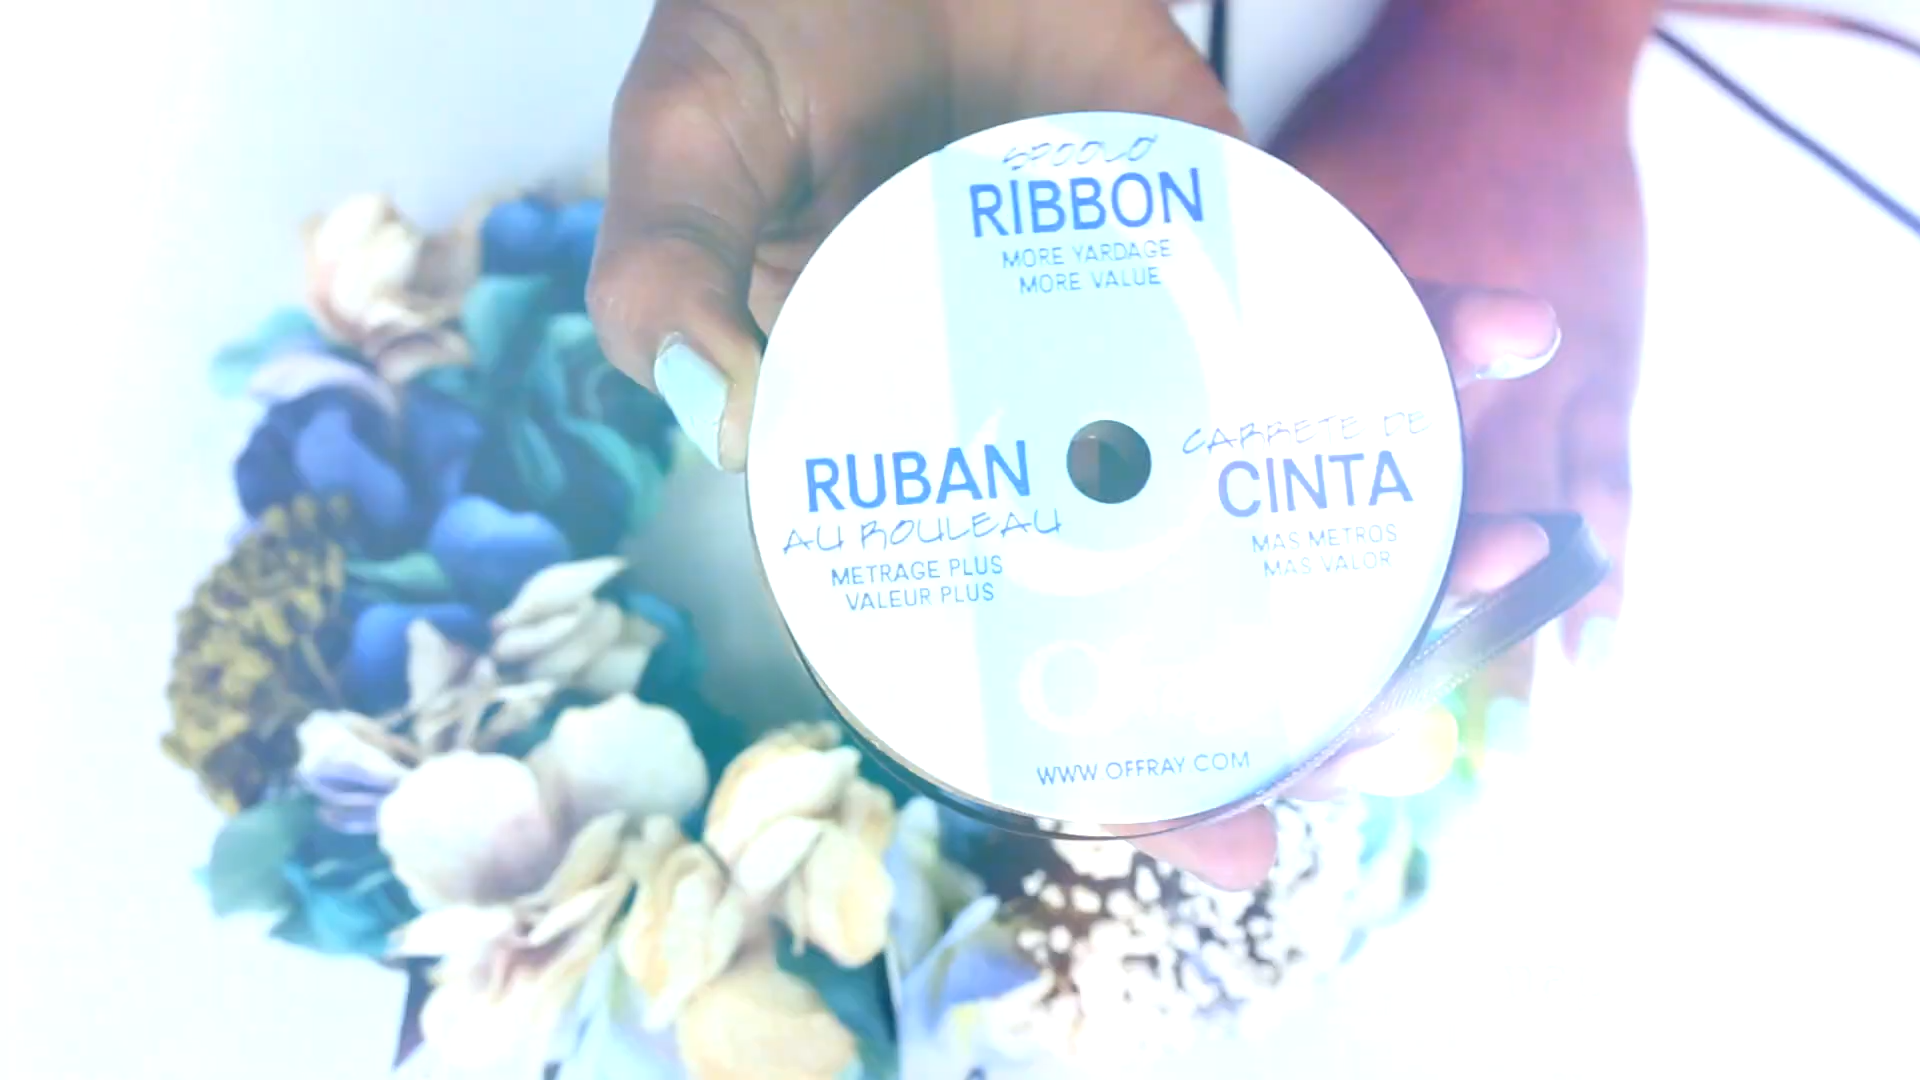 SPOOLO
RIBBON
MORE YARDAGE
MORE VALUE
RUBAN
AU ROULEAU
METRAGE PLUS
VALEUR PLUS
CARRETE DE
CINTA
MAS METROS
MAS VALOR
WWW.OFFRAY.COM